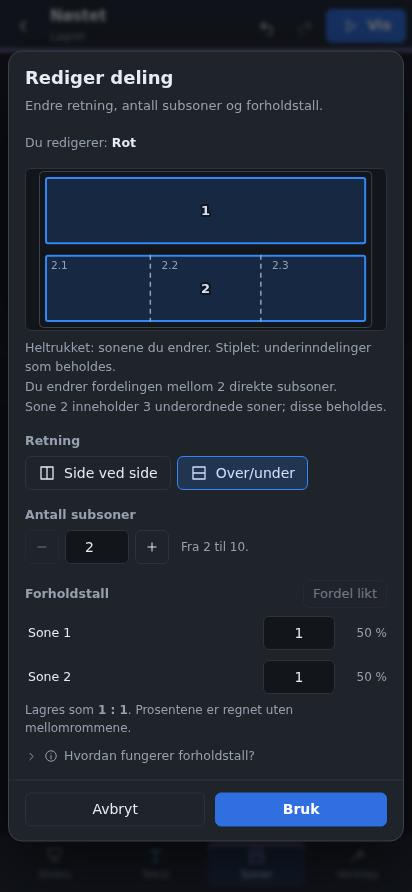 Nøstet
Lagret
Vis
Rediger deling
Endre retning, antall subsoner og forholdstall.
Du redigerer: Rot
1
2.1 2.2 2.3
2
Heltrukket: sonene du endrer. Stiplet: underinndelinger
som beholdes.
Du endrer fordelingen mellom 2 direkte subsoner.
Sone 2 inneholder 3 underordnede soner; disse beholdes.
Retning
Side ved side Over/under
Antall subsoner
− 2 + Fra 2 til 10.
Forholdstall Fordel likt
Sone 1 1 50 %
Sone 2 1 50 %
Lagres som 1 : 1. Prosentene er regnet uten
mellomrommene.
Hvordan fungerer forholdstall?
Avbryt Bruk
Soner